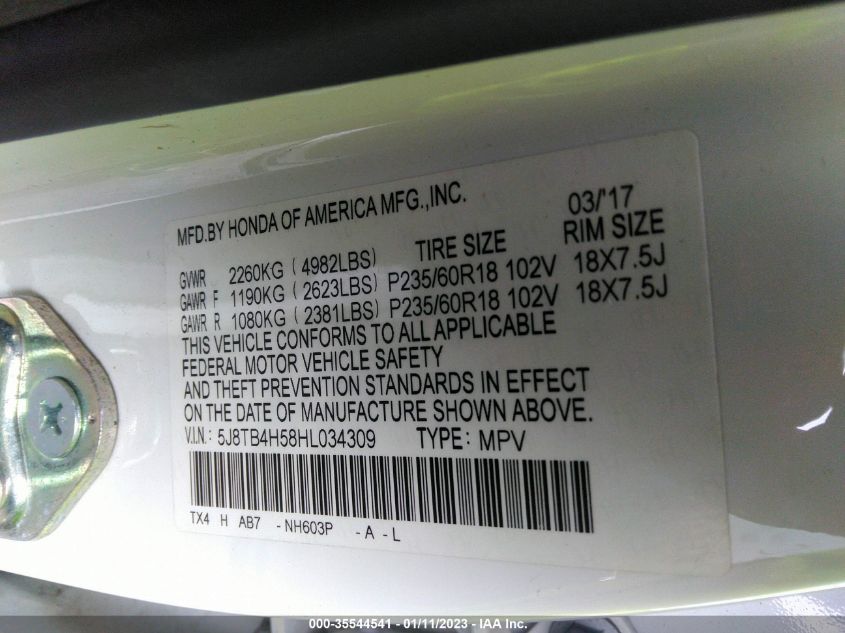 MFD.BY HONDA OF AMERICA MFG.,INC. 03/'17
TIRE SIZE RIM SIZE
GVWR 2260KG ( 4982LBS)
GAWR F 1190KG ( 2623LBS) P235/60R18 102V 18X7.5J
GAWR R 1080KG ( 2381LBS) P235/60R18 102V 18X7.5J
THIS VEHICLE CONFORMS TO ALL APPLICABLE
FEDERAL MOTOR VEHICLE SAFETY
AND THEFT PREVENTION STANDARDS IN EFFECT
ON THE DATE OF MANUFACTURE SHOWN ABOVE.
V.I.N.: 5J8TB4H58HL034309 TYPE: MPV
TX4 H AB7 -NH603P -A-L
000-35544541 - 01/11/2023 - IAA Inc.